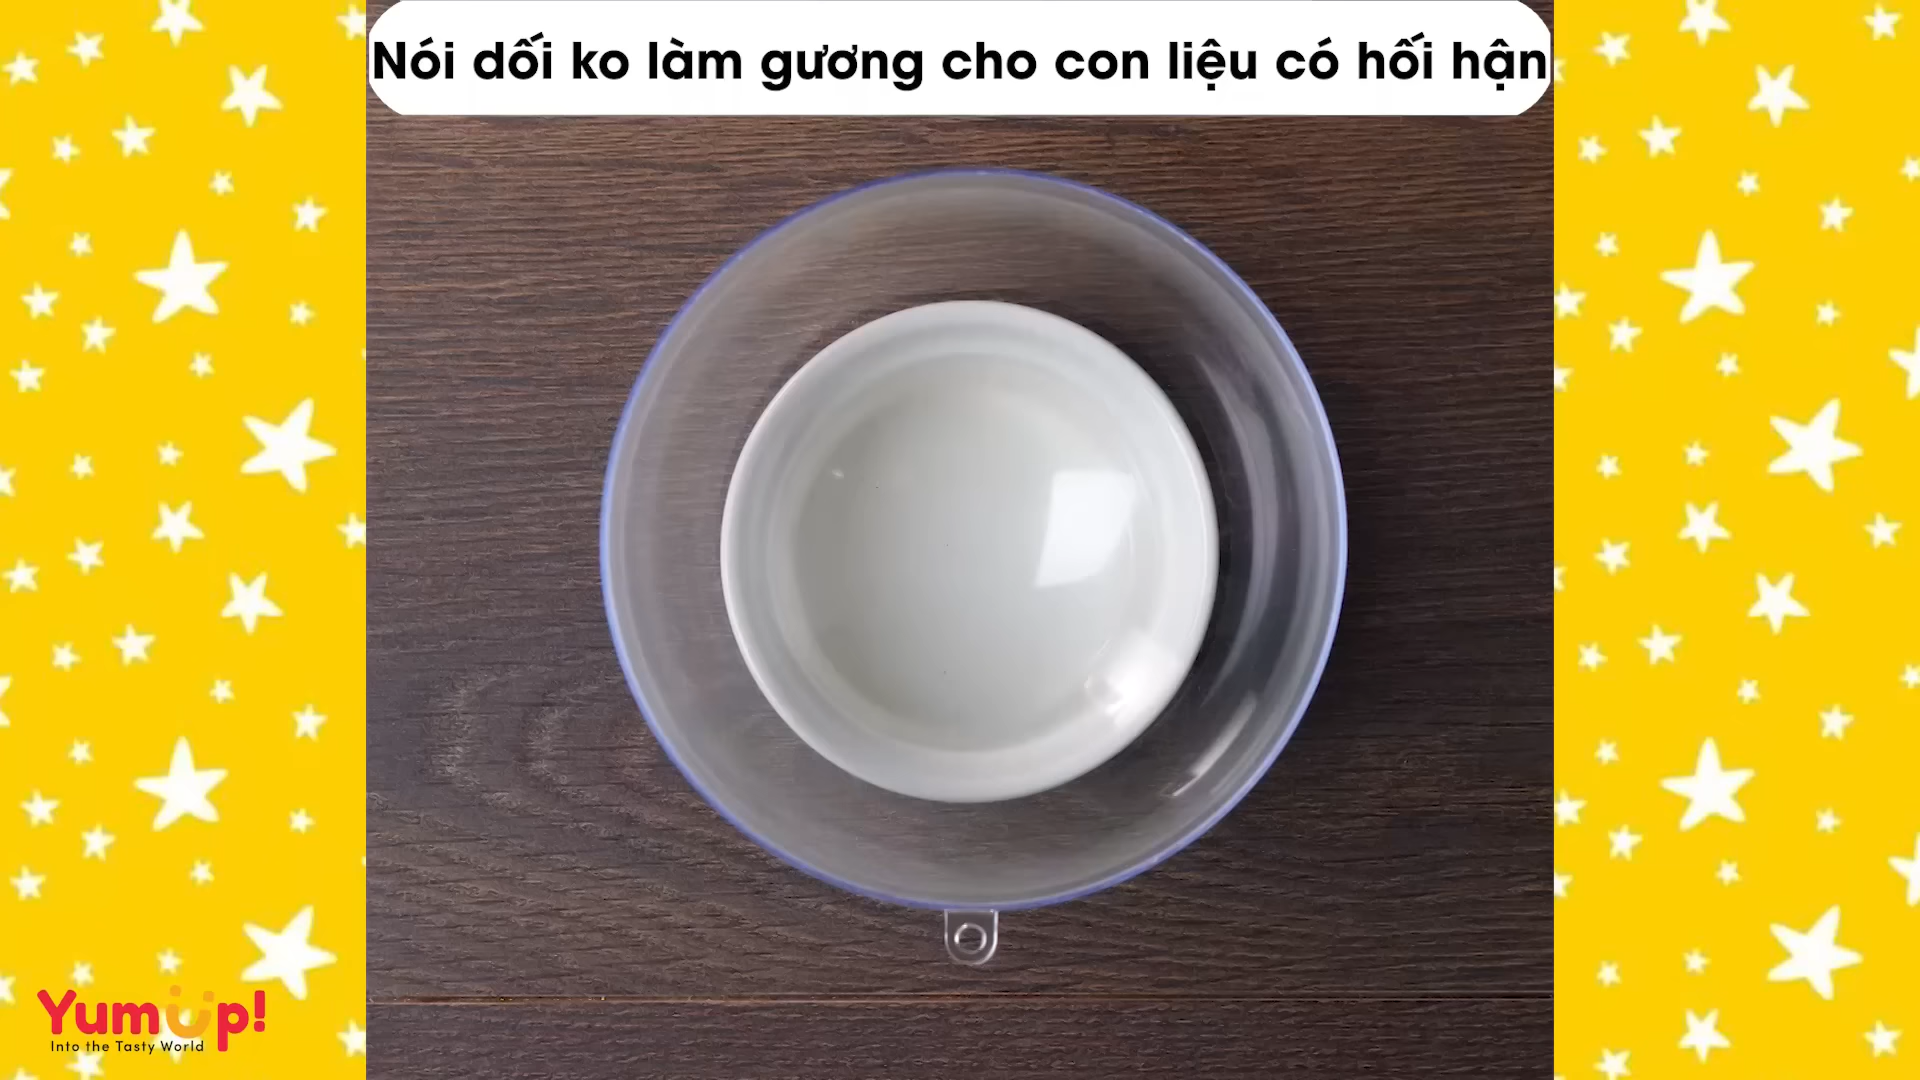 Nói dối ko làm gương cho con liệu có hối hận
YumUp!
Into the Tasty World